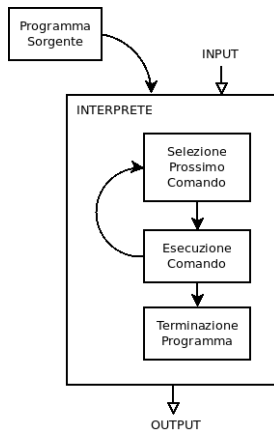 Programma
Sorgente
INPUT
INTERPRETE
Selezione
Prossimo
Comando
Esecuzione
Comando
Terminazione
Programma
OUTPUT